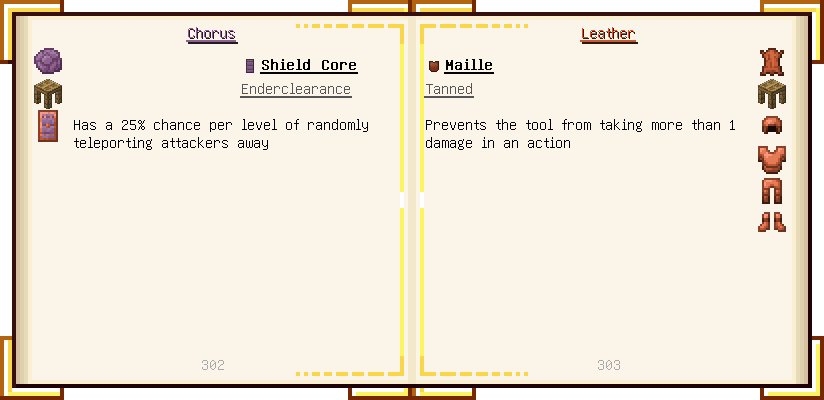 Chorus
Shield Core
Enderclearance
Has a 25% chance per level of randomly
teleporting attackers away
302
Leather
Maille
Tanned
Prevents the tool from taking more than 1
damage in an action
303